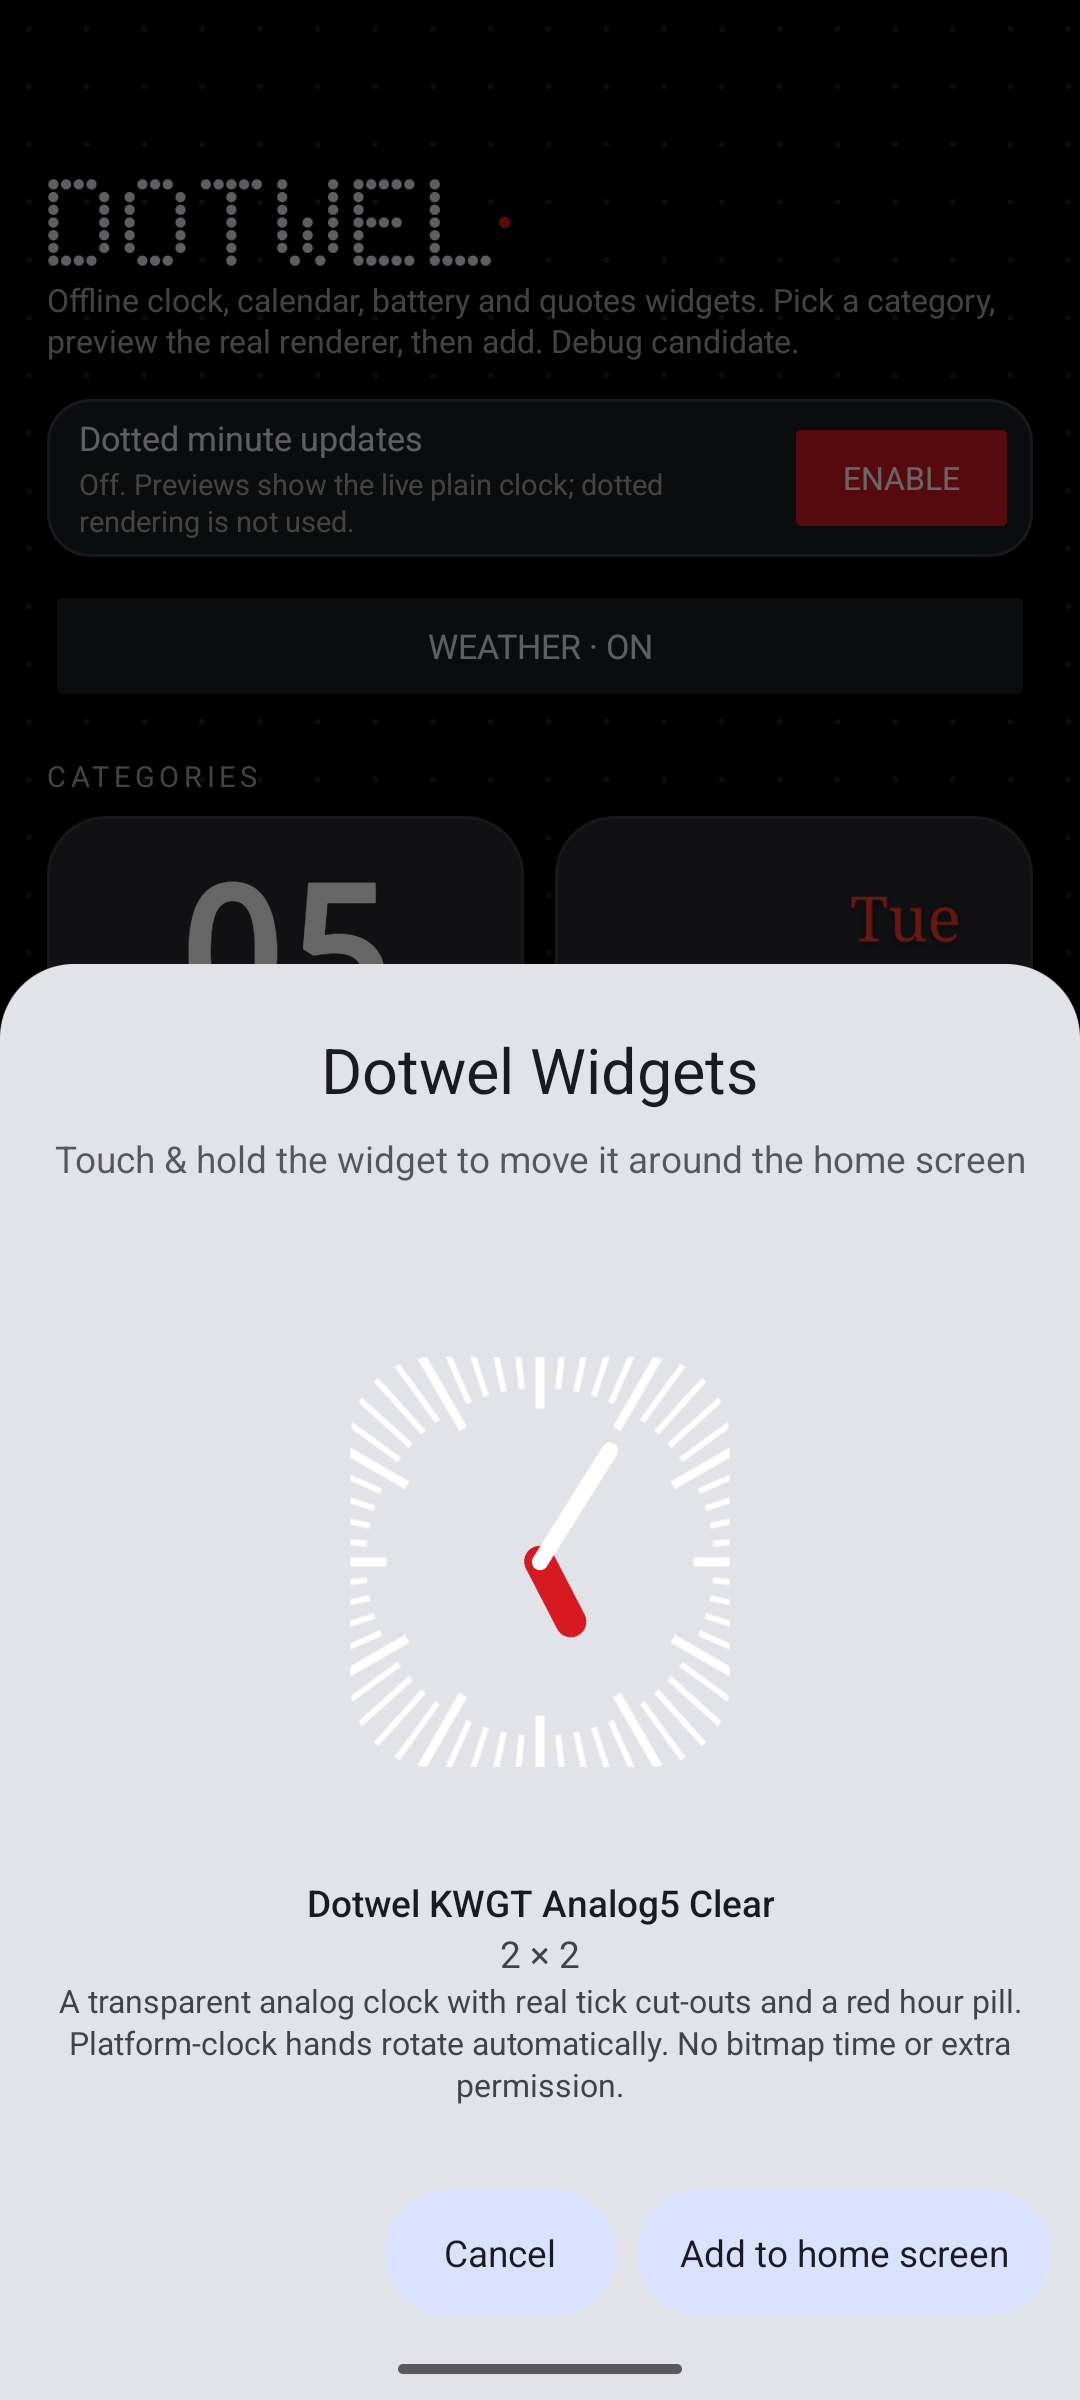 DOTWEL
Offline clock, calendar, battery and quotes widgets. Pick a category,
preview the real renderer, then add. Debug candidate.
Dotted minute updates
Off. Previews show the live plain clock; dotted
rendering is not used.
ENABLE
WEATHER · ON
CATEGORIES
05
Tue
Dotwel Widgets
Touch & hold the widget to move it around the home screen
Dotwel KWGT Analog5 Clear
2 × 2
A transparent analog clock with real tick cut-outs and a red hour pill.
Platform-clock hands rotate automatically. No bitmap time or extra
permission.
Cancel
Add to home screen